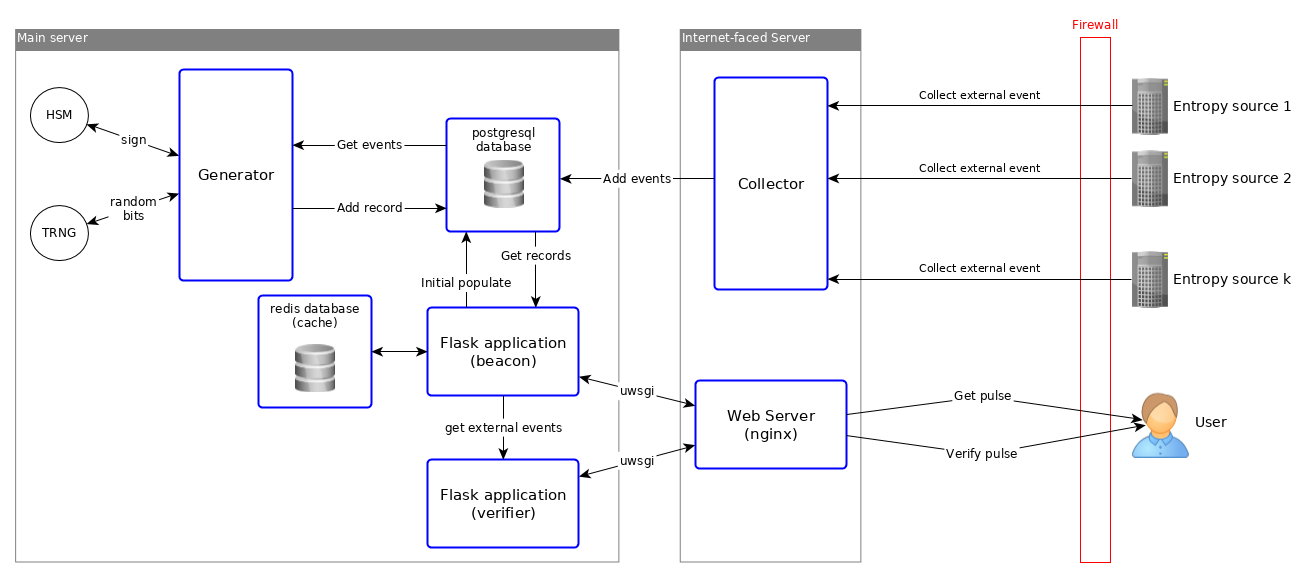 Firewall
Main server
Internet-faced Server
HSM
sign
random
bits
TRNG
Generator
Get events
Add record
postgresql
database
Add events
Collector
Collect external event
Entropy source 1
Collect external event
Entropy source 2
Collect external event
Entropy source k
Initial populate
Get records
redis database
(cache)
Flask application
(beacon)
uwsgi
get external events
Flask application
(verifier)
uwsgi
Web Server
(nginx)
Get pulse
Verify pulse
User